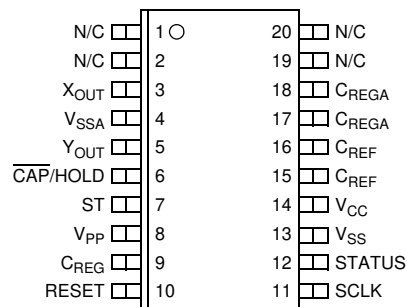 N/C 1 20 N/C
N/C 2 19 N/C
XOUT 3 18 CREGA
VSSA 4 17 CREGA
YOUT 5 16 CREF
CAP/HOLD 6 15 CREF
ST 7 14 VCC
VPP 8 13 VSS
CREG 9 12 STATUS
RESET 10 11 SCLK